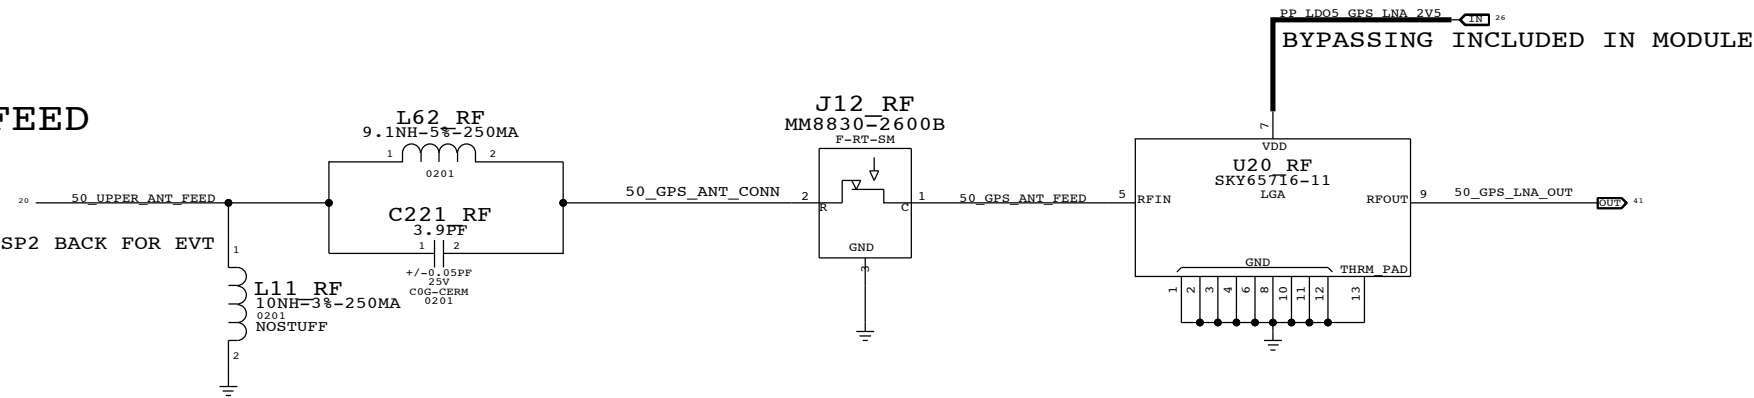 PP_LDO5_GPS_LNA_2V5
IN
26
BYPASSING INCLUDED IN MODULE
FEED
L62_RF
9.1NH-5%-250MA
1
2
0201
J12_RF
MM8830-2600B
F-RT-SM
2
R
C
1
GND
3
7
VDD
U20_RF
SKY65716-11
LGA
5
RFIN
RFOUT
9
GND
THRM_PAD
1
2
3
4
6
8
10
11
12
13
20
50_UPPER_ANT_FEED
50_GPS_ANT_CONN
50_GPS_ANT_FEED
50_GPS_LNA_OUT
OUT
41
C221_RF
3.9PF
1
2
+/-0.05PF
25V
C0G-CERM
0201
SP2 BACK FOR EVT
1
L11_RF
10NH-3%-250MA
0201
NOSTUFF
2